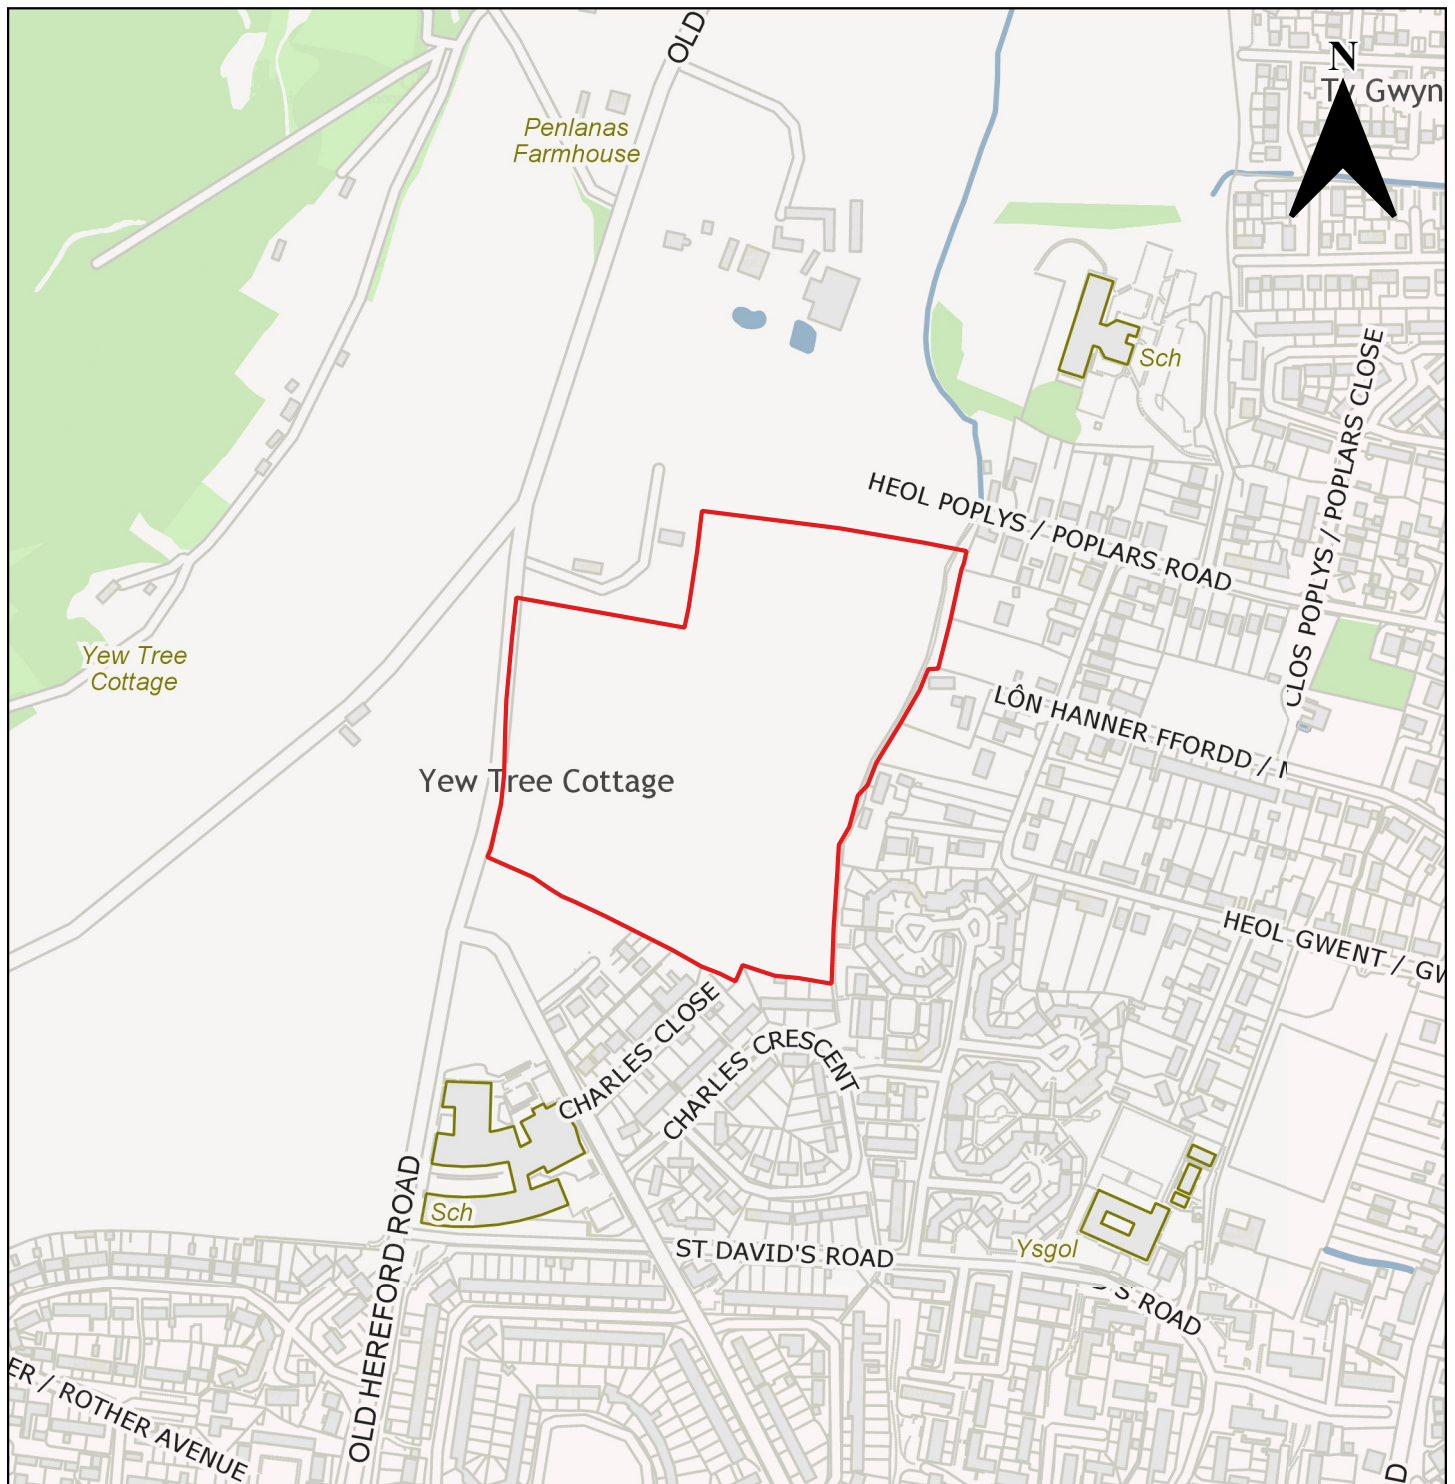 OLD
N
Ty Gwyn
Penlanas
Farmhouse
Sch
CLOS POPLYS / POPLARS CLOSE
HEOL POPLYS / POPLARS ROAD
Yew Tree
Cottage
LÔN HANNER FFORDD /
Yew Tree Cottage
HEOL GWENT /
CHARLES CLOSE
CHARLES CRESCENT
OLD HEREFORD ROAD
Sch
ST DAVID'S ROAD
Ysgol
'S ROAD
ER / ROTHER AVENUE
D